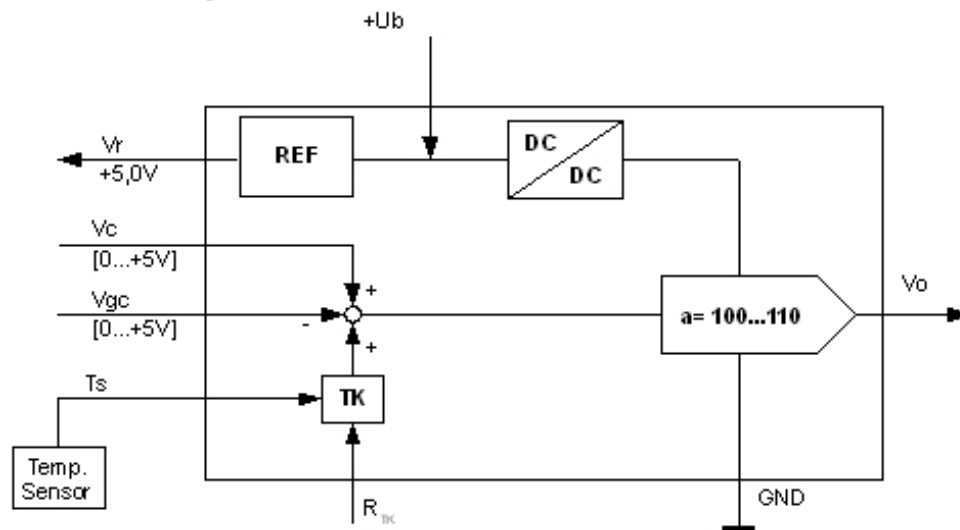 +Ub
Vr
+5,0V
REF
DC
DC
Vc
[0...+5V]
+
Vgc
[0...+5V]
-
+
a= 100...110
Vo
Ts
TK
Temp.
Sensor
R TK
GND